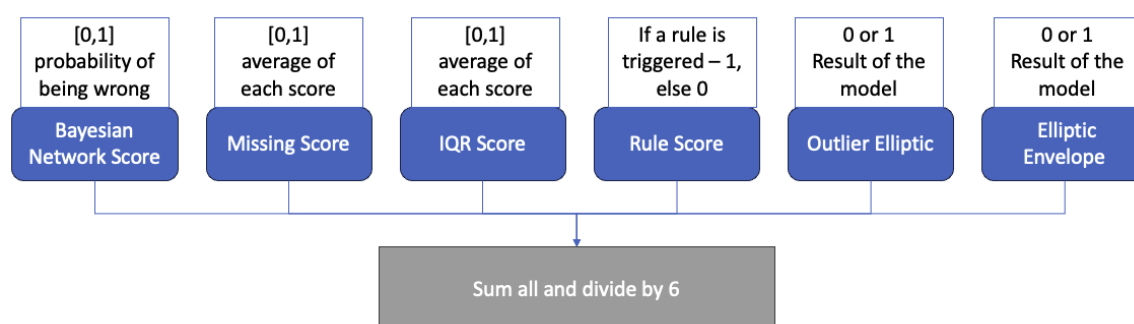 [0,1]
probability of
being wrong
Bayesian
Network Score
[0,1]
average of
each score
Missing Score
[0,1]
average of
each score
IQR Score
If a rule is
triggered – 1,
else 0
Rule Score
0 or 1
Result of the
model
Outlier Elliptic
0 or 1
Result of the
model
Elliptic
Envelope
Sum all and divide by 6